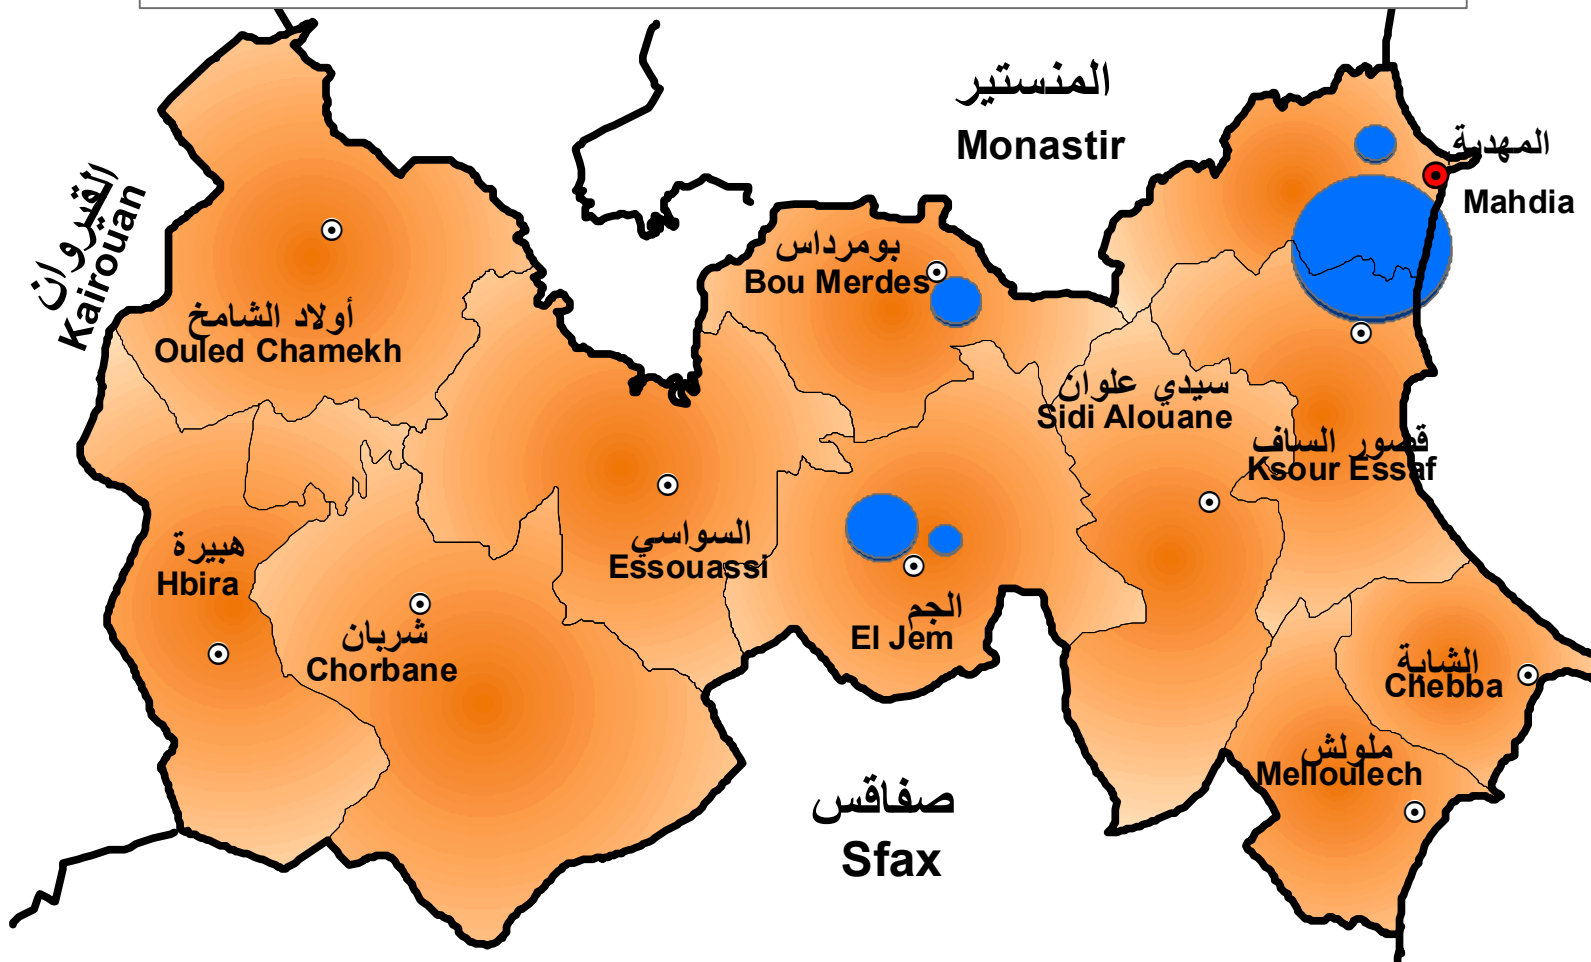 المنستير
Monastir
المهدية
Mahdia
القيروان
Kairouan
بومرداس
Bou Merdes
أولاد الشامخ
Ouled Chamekh
سيدي علوان
Sidi Alouane
قصور الساف
Ksour Essaf
السواسي
Essouassi
هبيرة
Hbira
الجم
El Jem
شربان
Chorbane
الشابة
Chebba
ملولش
Melloulech
صفاقس
Sfax